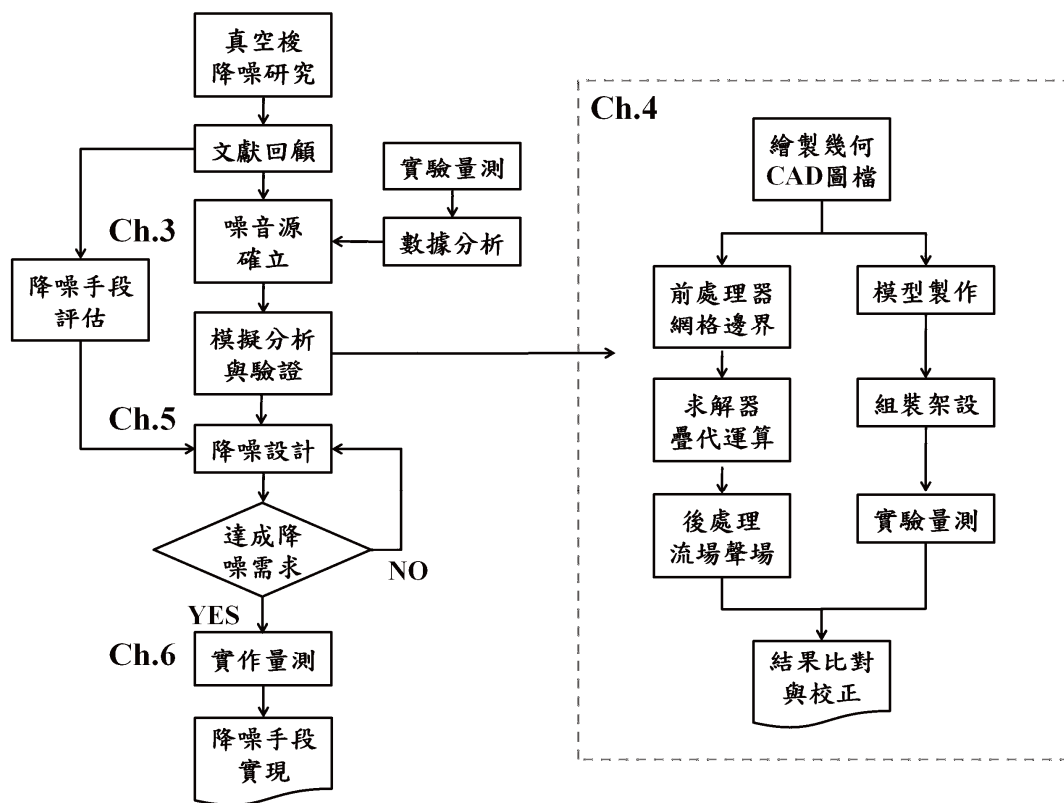 真空梭
降噪研究
文獻回顧
實驗量測
Ch.3
噪音源
確立
數據分析
降噪手段
評估
模擬分析
與驗證
Ch.5
降噪設計
達成降
噪需求
NO
YES
Ch.6
實作量測
降噪手段
實現
Ch.4
繪製幾何
CAD圖檔
前處理器
網格邊界
模型製作
求解器
疊代運算
組裝架設
後處理
流場聲場
實驗量測
結果比對
與校正